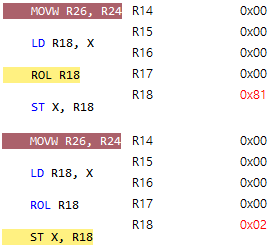 MOVW R26, R24 R14 0x00
R15 0x00
LD R18, X R16 0x00
ROL R18 R17 0x00
ST X, R18 R18 0x81
MOVW R26, R24 R14 0x00
R15 0x00
LD R18, X R16 0x00
ROL R18 R17 0x00
ST X, R18 R18 0x02